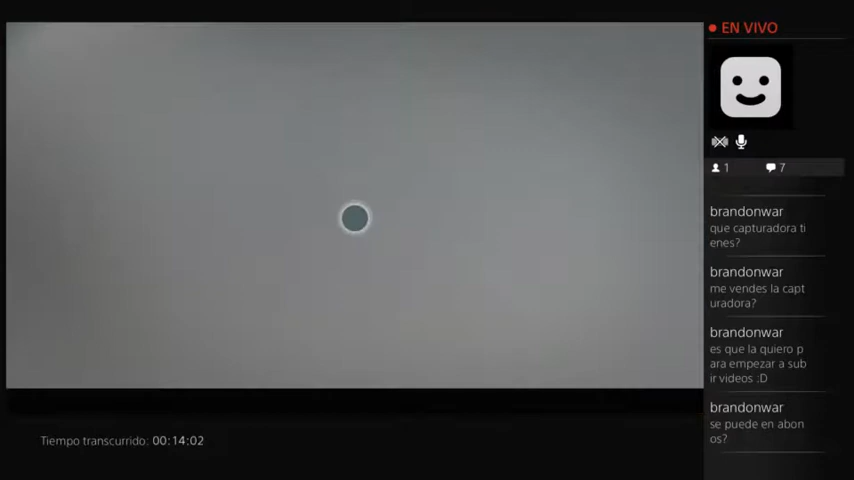 EN VIVO
1 7
brandonwar
que capturadora ti
enes?
brandonwar
me vendes la capt
uradora?
brandonwar
es que la quiero p
ara empezar a sub
ir videos ;D
brandonwar
se puede en abon
os?
Tiempo transcurrido: 00:14:02